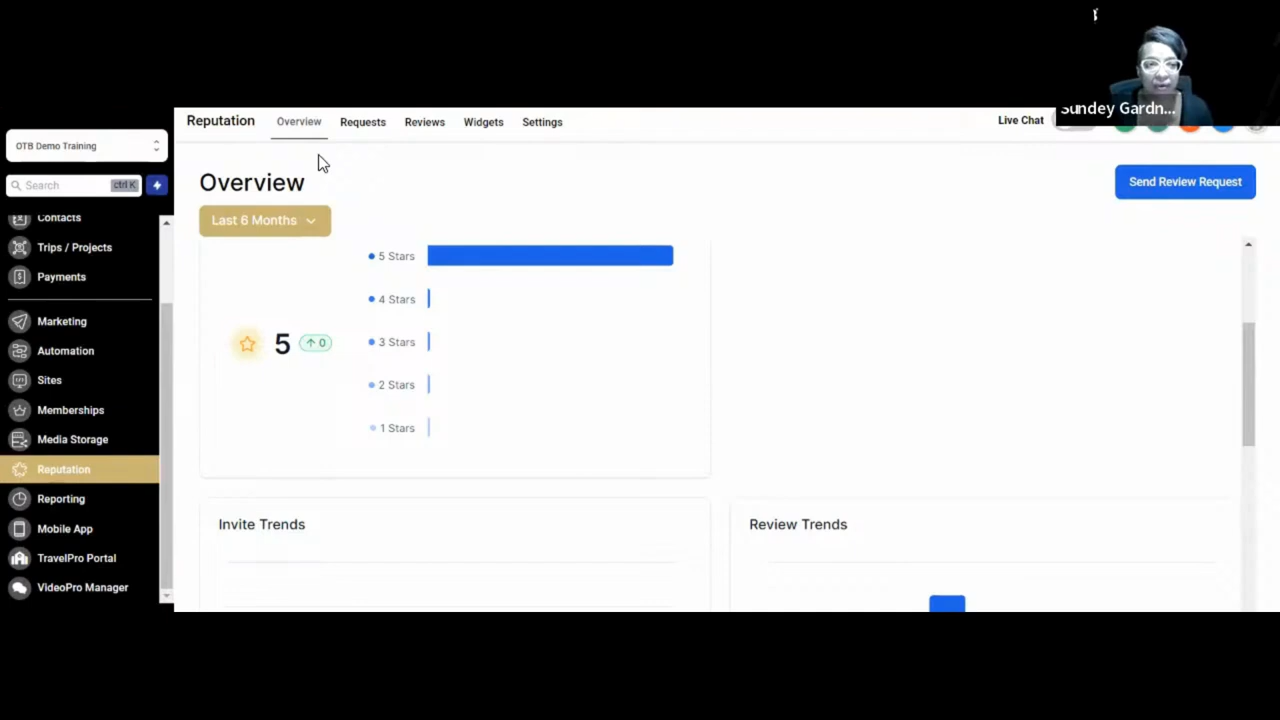 Sundey Gardn...
Reputation
Overview
Requests
Reviews
Widgets
Settings
Live Chat
OTB Demo Training
Search
ctrl K
Contacts
Trips / Projects
Payments
Marketing
Automation
Sites
Memberships
Media Storage
Reputation
Reporting
Mobile App
TravelPro Portal
VideoPro Manager
Overview
Send Review Request
Last 6 Months
5 Stars
4 Stars
5
0
3 Stars
2 Stars
1 Stars
Invite Trends
Review Trends